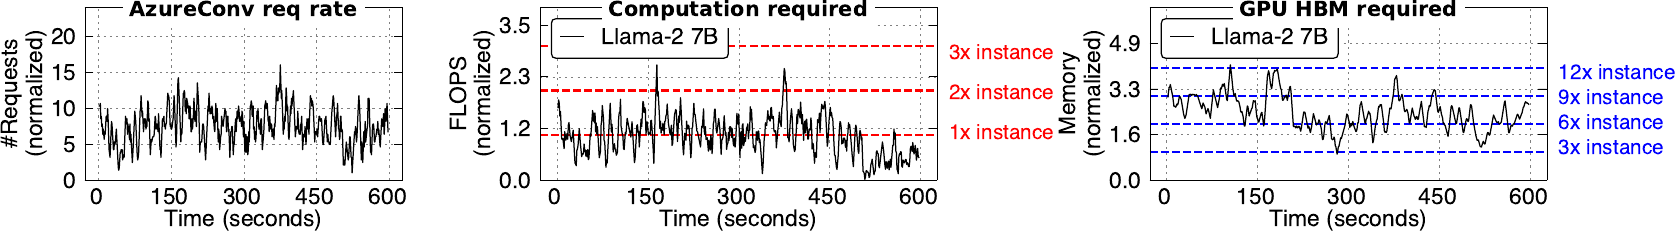 AzureConv req rate
#Requests
(normalized)
20
15
10
5
0
0 150 300 450 600
Time (seconds)
Computation required
Llama-2 7B
FLOPS
(normalized)
3.5
2.3
1.2
0.0
3x instance
2x instance
1x instance
0 150 300 450 600
Time (seconds)
GPU HBM required
Llama-2 7B
Memory
(normalized)
4.9
3.3
1.6
0.0
12x instance
9x instance
6x instance
3x instance
0 150 300 450 600
Time (seconds)